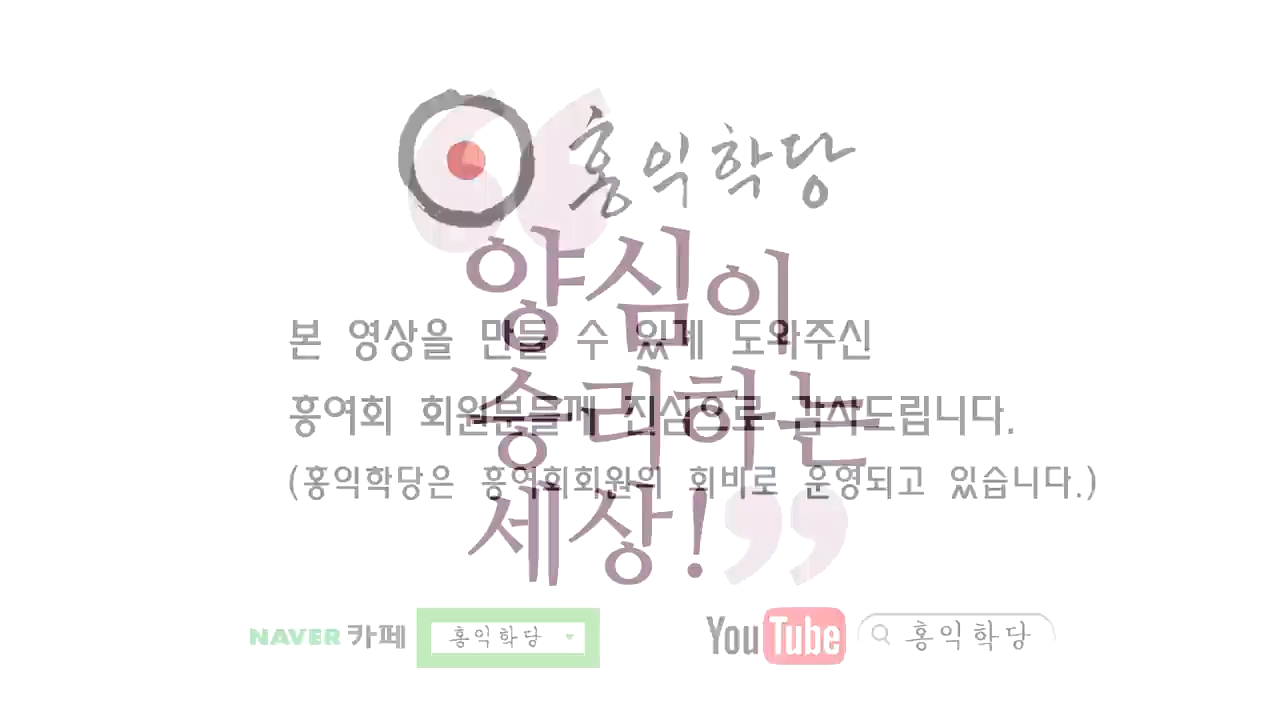 홍익학당
양심이
승리하는
세상!
본 영상을 만들 수 있게 도와주신
흥여회 회원분들께 진심으로 감사드립니다.
(홍익학당은 흥여회회원의 회비로 운영되고 있습니다.)
NAVER 카페 홍익학당
YouTube 홍익학당